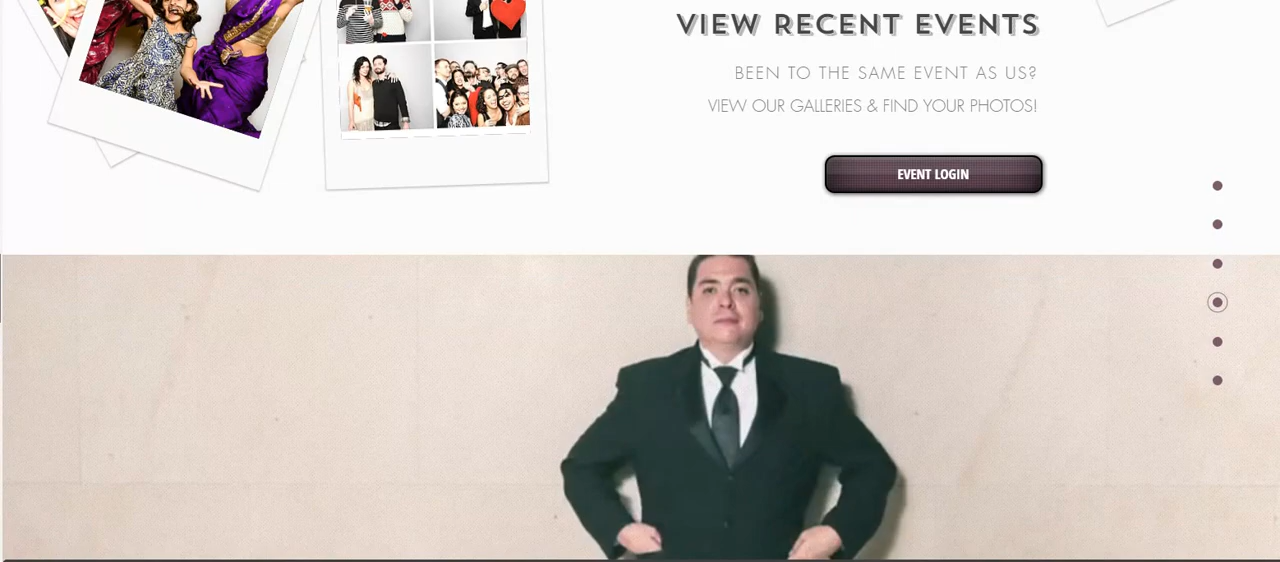 VIEW RECENT EVENTS
BEEN TO THE SAME EVENT AS US?
VIEW OUR GALLERIES & FIND YOUR PHOTOS!
EVENT LOGIN